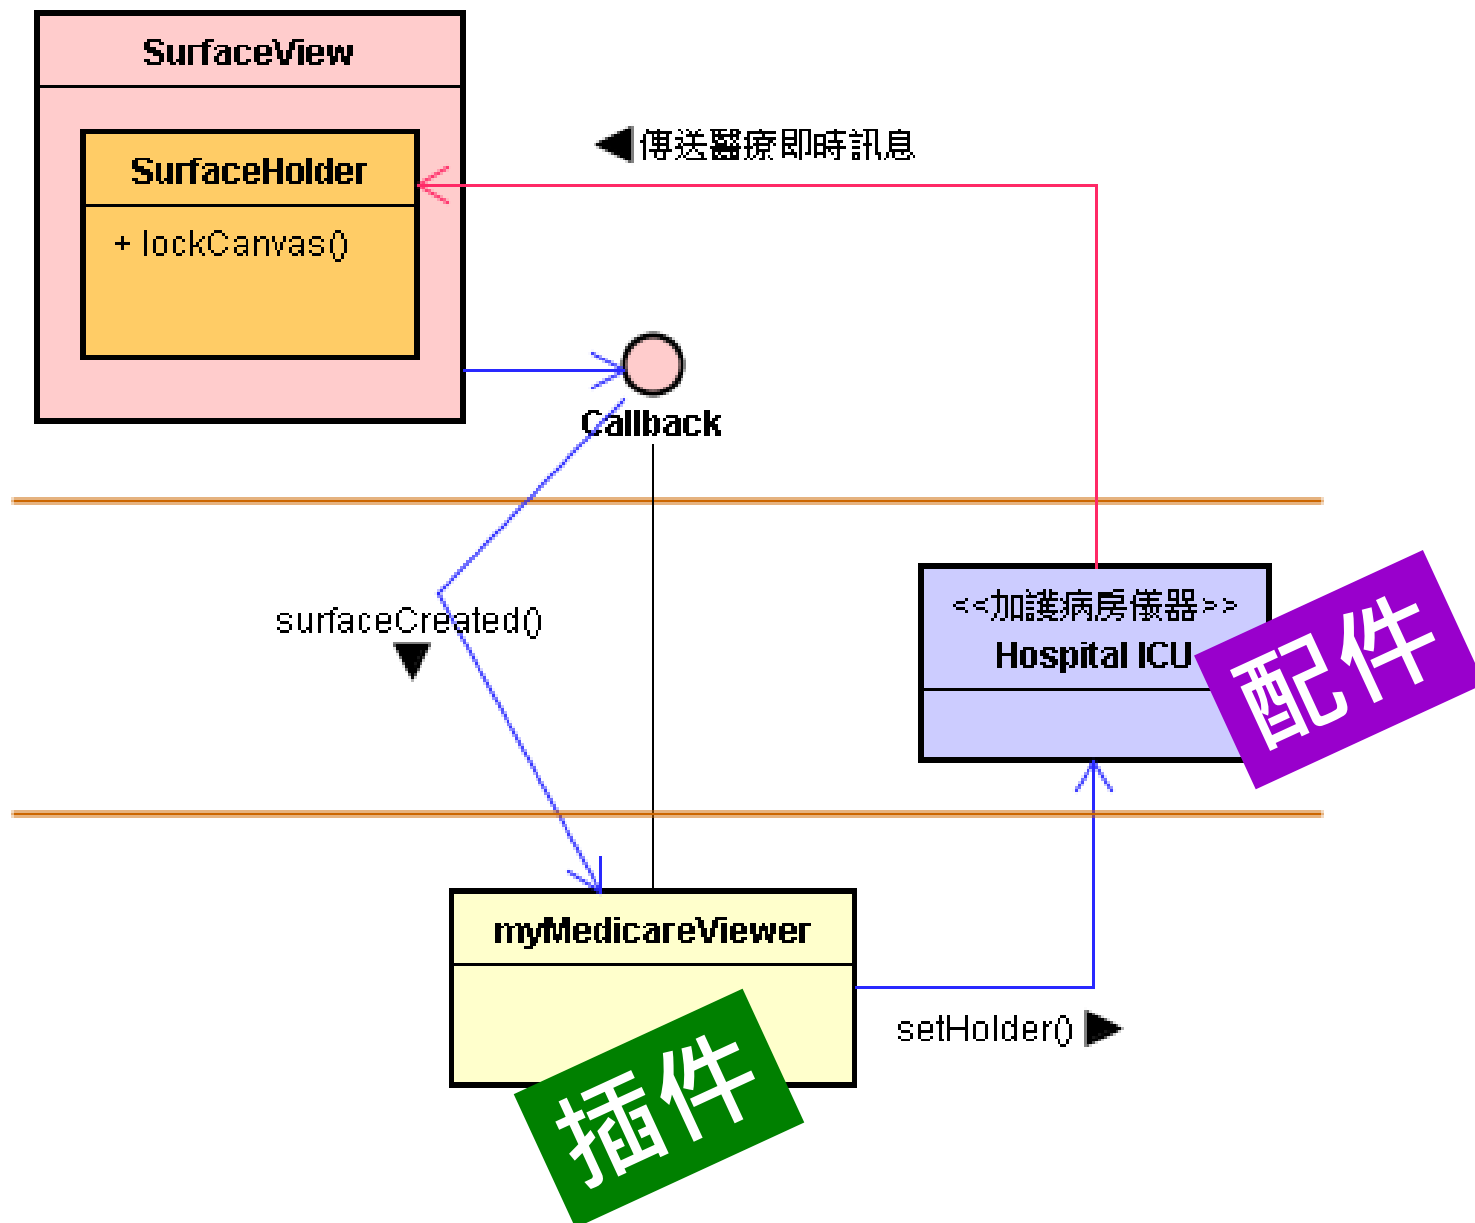 SurfaceView
SurfaceHolder
+ lockCanvas()
傳送醫療即時訊息
Callback
surfaceCreated()
<<加護病房儀器>>
Hospital ICU
配件
myMedicareViewer
setHolder()
插件